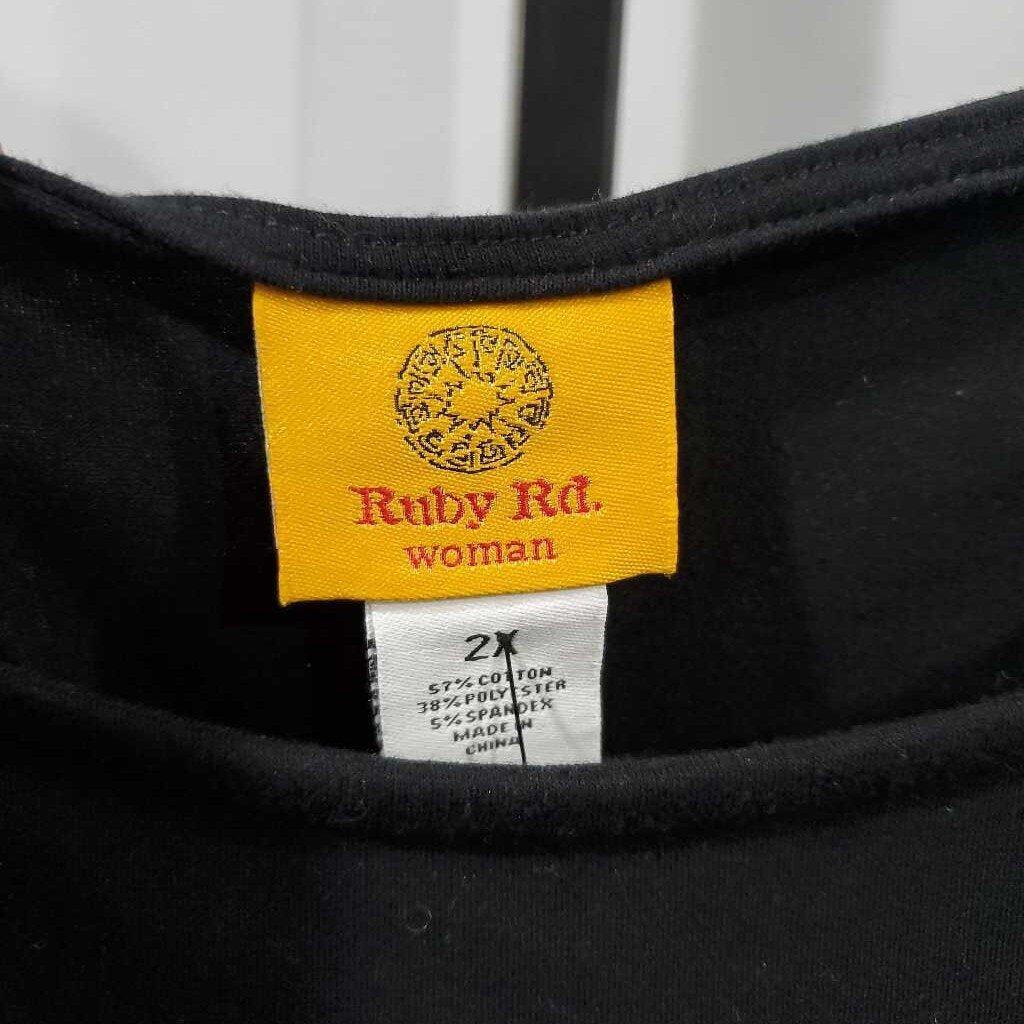 Ruby Rd.
woman
2X
57% COTTON
38% POLYESTER
5% SPANDEX
MADE IN
CHINA